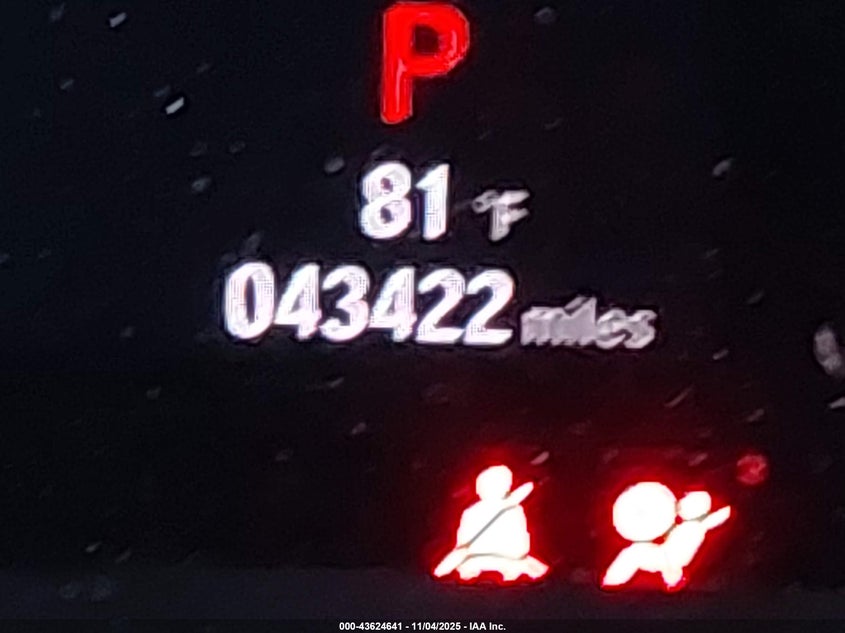 P
81 °F
043422 miles
000-43624641 - 11/04/2025 - IAA Inc.